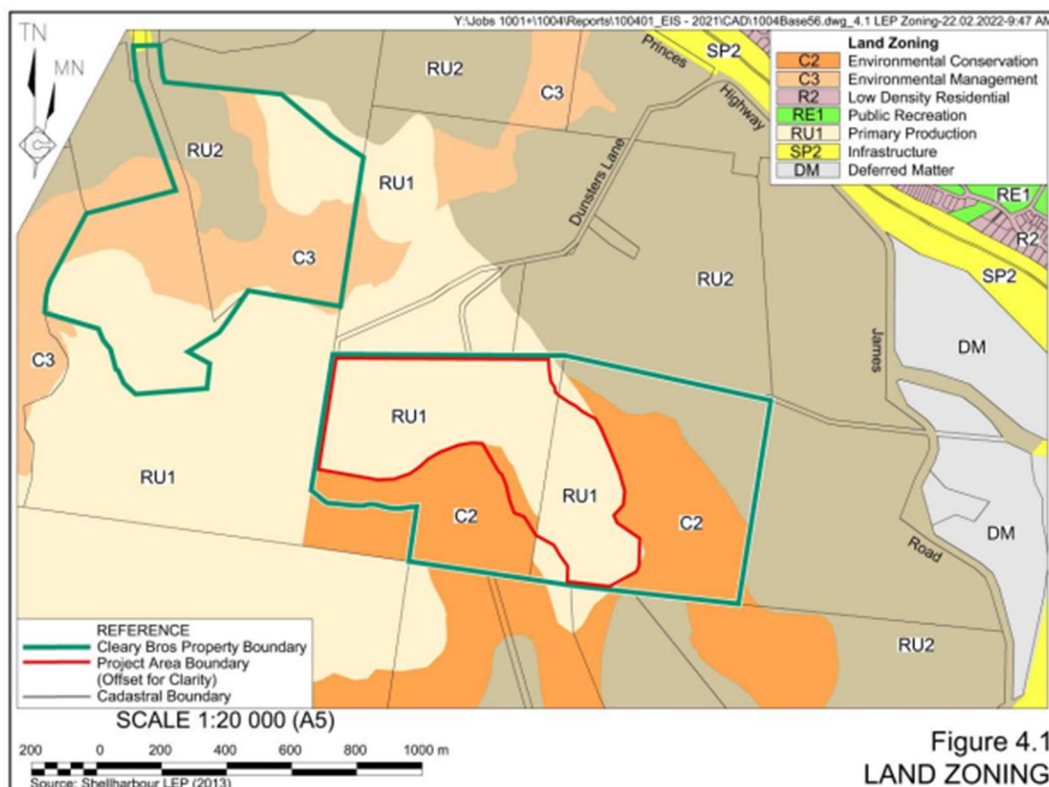 Y:\Jobs 1001+\1004\Reports\100401_EIS - 2021\CAD\1004Base56.dwg_4.1 LEP Zoning-22.02.2022-9:47 AM
TN
MN
Land Zoning
C2 Environmental Conservation
C3 Environmental Management
R2 Low Density Residential
RE1 Public Recreation
RU1 Primary Production
SP2 Infrastructure
DM Deferred Matter
Princes
Highway
SP2
RU2
C3
RU2
RU1
Dunsters Lane
RE1
R2
C3
RU2
SP2
James
DM
C3
RU1
RU1
RU1
C2
C2
DM
Road
RU2
REFERENCE
Cleary Bros Property Boundary
Project Area Boundary
(Offset for Clarity)
Cadastral Boundary
SCALE 1:20 000 (A5)
200 0 200 400 600 800 1000 m
Source: Shellharbour LEP (2013)
Figure 4.1
LAND ZONING